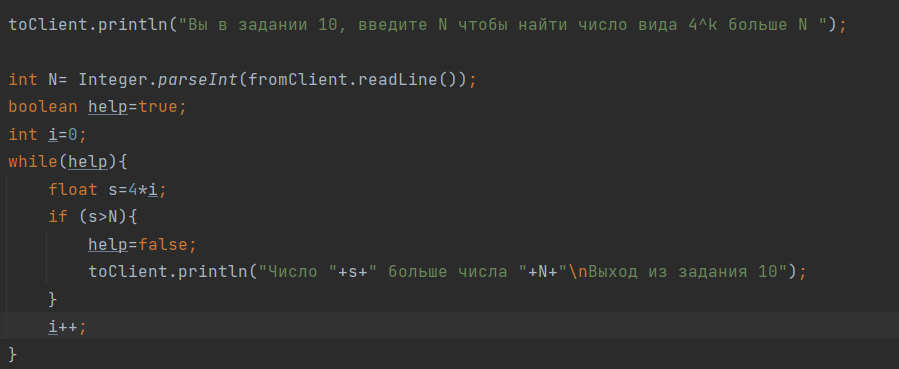 toClient.println("Вы в задании 10, введите N чтобы найти число вида 4^k больше N ");
int N= Integer.parseInt(fromClient.readLine());
boolean help=true;
int i=0;
while(help){
float s=4*i;
if (s>N){
help=false;
toClient.println("Число "+s+" больше числа "+N+"\nВыход из задания 10");
}
i++;
}